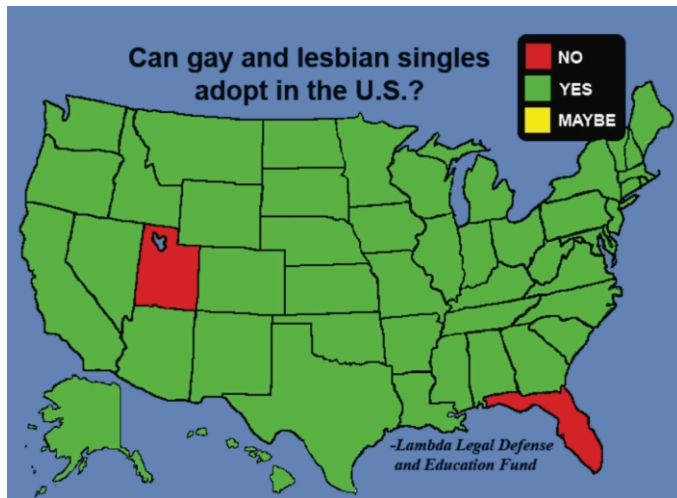 Can gay and lesbian singles
adopt in the U.S.?
NO
YES
MAYBE
-Lambda Legal Defense
and Education Fund